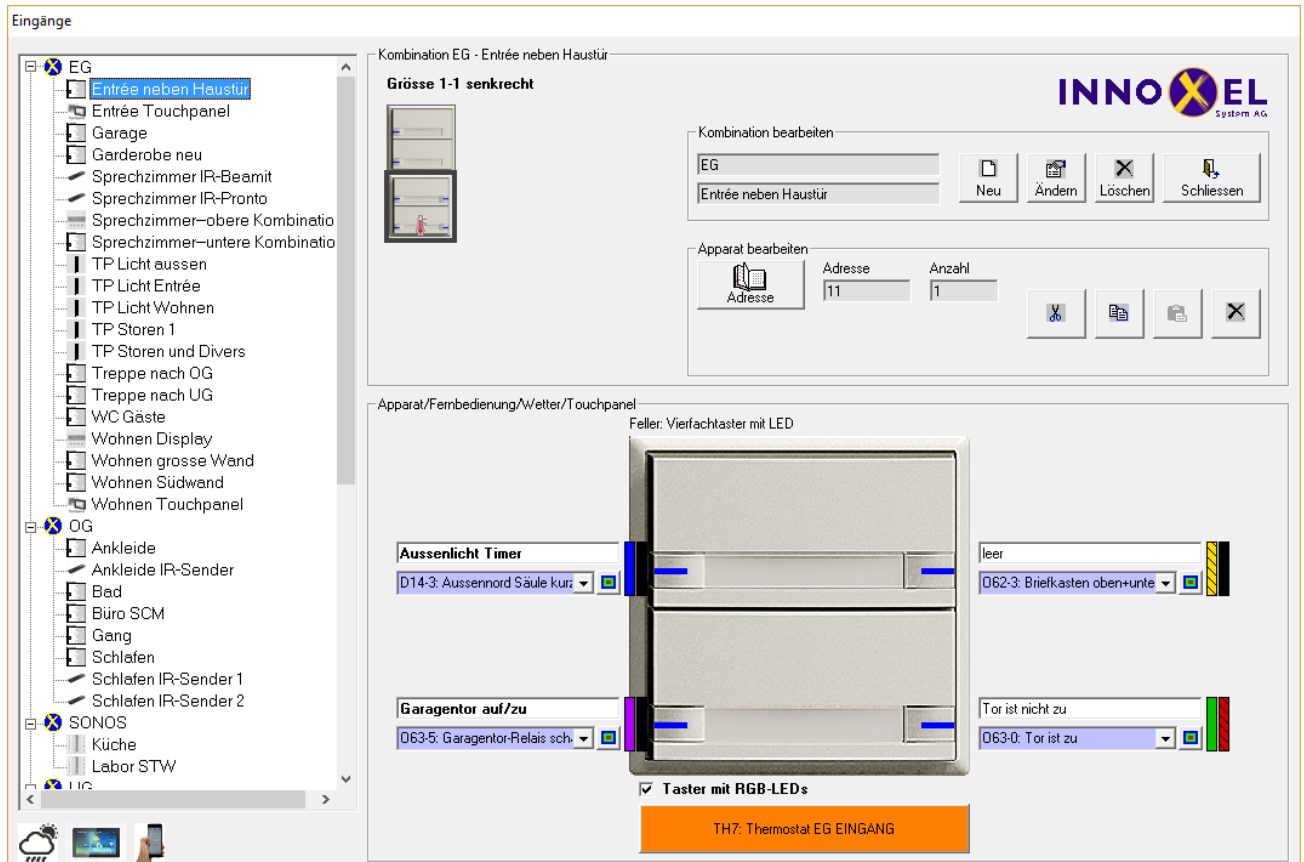 Eingänge
EG
Entrée neben Haustür
Entrée Touchpanel
Garage
Garderobe neu
Sprechzimmer IR-Beamit
Sprechzimmer IR-Pronto
Sprechzimmer–obere Kombinatio
Sprechzimmer–untere Kombinatio
TP Licht aussen
TP Licht Entrée
TP Licht Wohnen
TP Storen 1
TP Storen und Divers
Treppe nach OG
Treppe nach UG
WC Gäste
Wohnen Display
Wohnen grosse Wand
Wohnen Südwand
Wohnen Touchpanel
OG
Ankleide
Ankleide IR-Sender
Bad
Büro SCM
Gang
Schlafen
Schlafen IR-Sender 1
Schlafen IR-Sender 2
SONOS
Küche
Labor STW
UG
Kombination EG - Entrée neben Haustür
Grösse 1-1 senkrecht
INNOXEL
System AG
Kombination bearbeiten
EG
Entrée neben Haustür
Neu
Ändern
Löschen
Schliessen
Apparat bearbeiten
Adresse
Adresse
11
Anzahl
1
Apparat/Fernbedienung/Wetter/Touchpanel
Feller: Vierfachtaster mit LED
Aussenlicht Timer
D14-3: Aussennord Säule kurz
leer
O62-3: Briefkasten oben+unte
Garagentor auf/zu
O63-5: Garagentor-Relais sch
Tor ist nicht zu
O63-0: Tor ist zu
Taster mit RGB-LEDs
TH7: Thermostat EG EINGANG